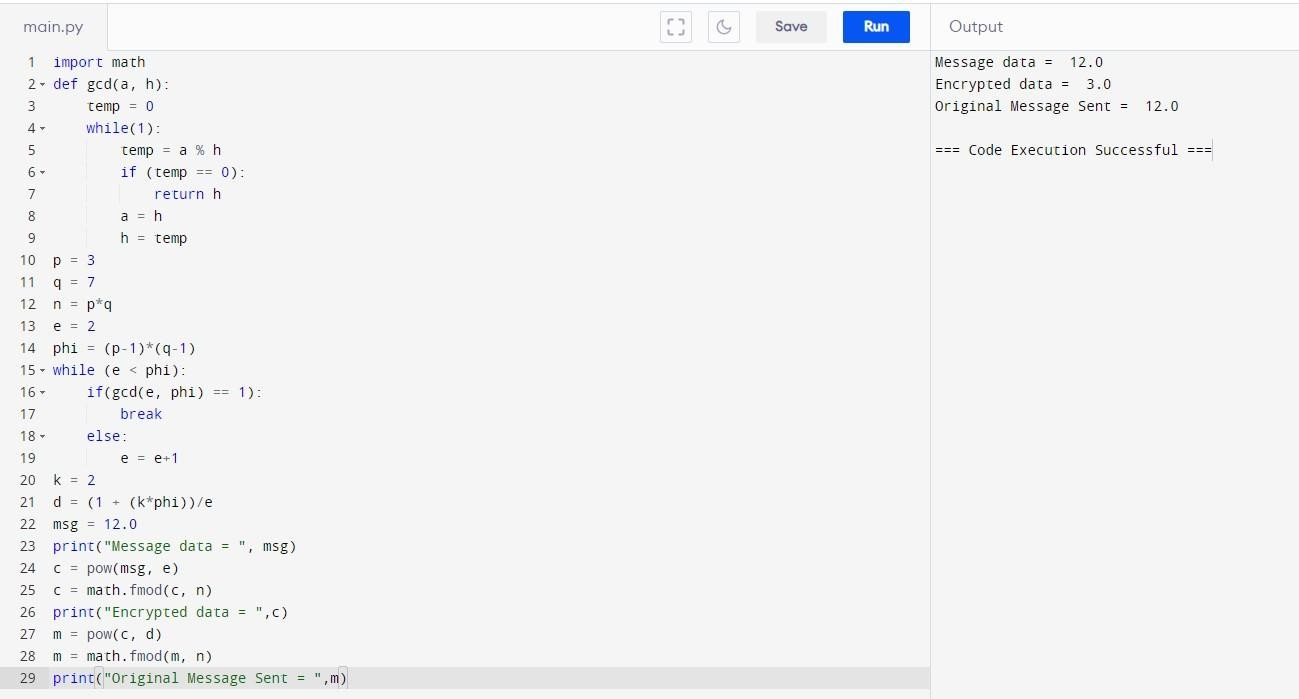 main.py Save Run Output
1 import math
2 def gcd(a, h):
3     temp = 0
4     while(1):
5         temp = a % h
6         if (temp == 0):
7             return h
8         a = h
9         h = temp
10 p = 3
11 q = 7
12 n = p*q
13 e = 2
14 phi = (p-1)*(q-1)
15 while (e < phi):
16     if(gcd(e, phi) == 1):
17         break
18     else:
19         e = e+1
20 k = 2
21 d = (1 + (k*phi))/e
22 msg = 12.0
23 print("Message data = ", msg)
24 c = pow(msg, e)
25 c = math.fmod(c, n)
26 print("Encrypted data = ",c)
27 m = pow(c, d)
28 m = math.fmod(m, n)
29 print("Original Message Sent = ",m)
Message data =  12.0
Encrypted data =  3.0
Original Message Sent =  12.0
=== Code Execution Successful ===